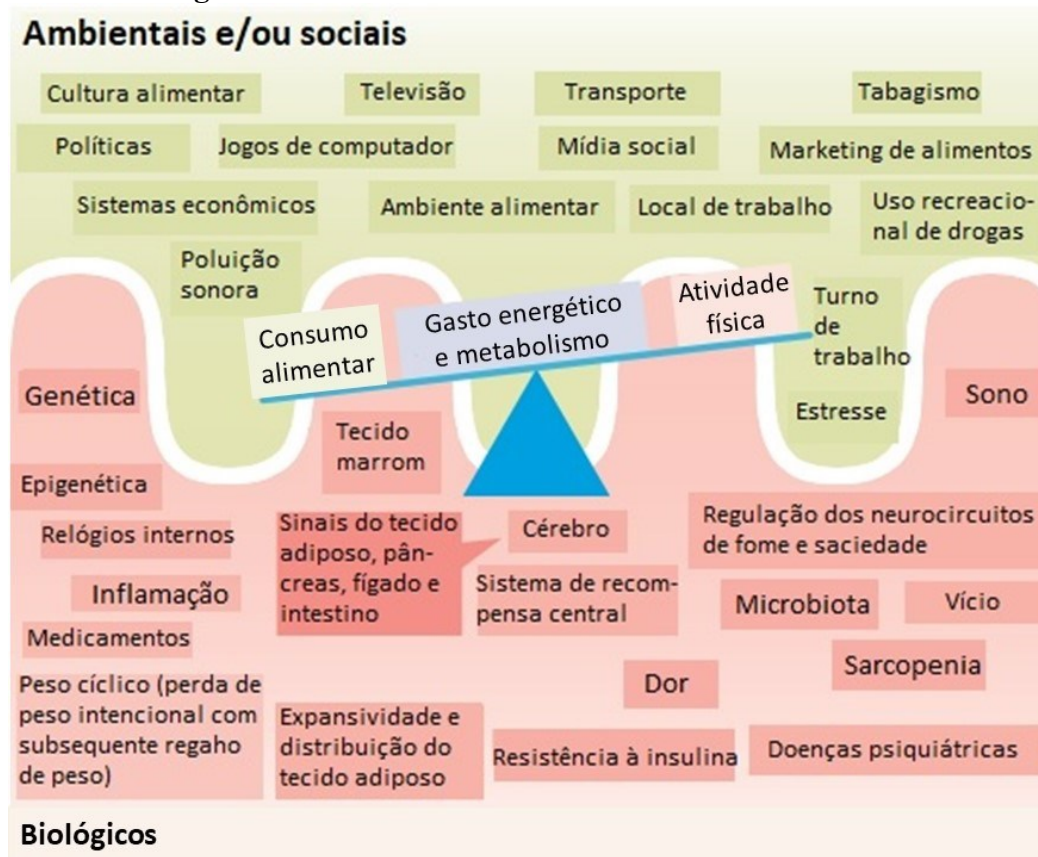 Ambientais e/ou sociais
Cultura alimentar
Televisão
Transporte
Tabagismo
Políticas
Jogos de computador
Mídia social
Marketing de alimentos
Sistemas econômicos
Ambiente alimentar
Local de trabalho
Uso recreacio-
nal de drogas
Poluição
sonora
Consumo
alimentar
Gasto energético
e metabolismo
Atividade
física
Turno
de
trabalho
Estresse
Genética
Sono
Tecido
marrom
Epigenética
Relógios internos
Sinais do tecido
adiposo, pân-
creas, fígado e
intestino
Cérebro
Regulação dos neurocircuitos
de fome e saciedade
Inflamação
Sistema de recom-
pensa central
Microbiota
Vício
Medicamentos
Sarcopenia
Peso cíclico (perda de
peso intencional com
subsequente regaho
de peso)
Dor
Expansividade e
distribuição do
tecido adiposo
Resistência à insulina
Doenças psiquiátricas
Biológicos